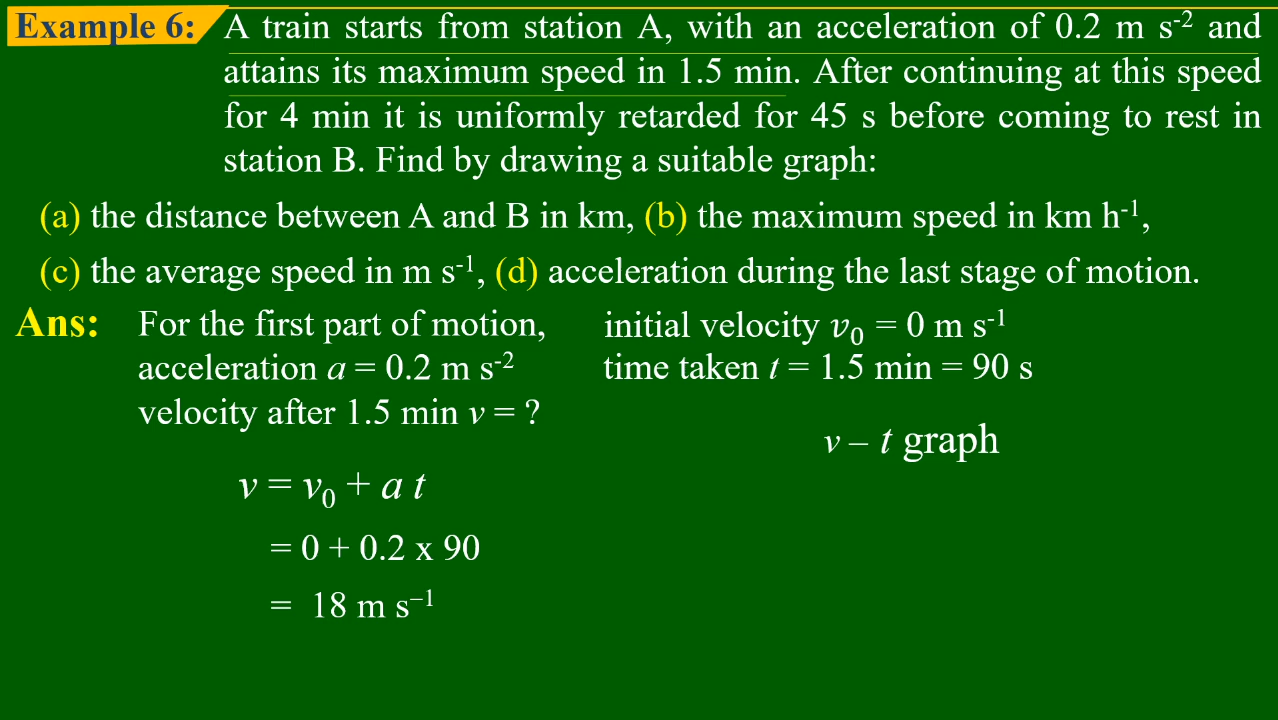 Example 6: A train starts from station A, with an acceleration of 0.2 m s⁻² and
attains its maximum speed in 1.5 min. After continuing at this speed
for 4 min it is uniformly retarded for 45 s before coming to rest in
station B. Find by drawing a suitable graph:
(a) the distance between A and B in km, (b) the maximum speed in km h⁻¹,
(c) the average speed in m s⁻¹, (d) acceleration during the last stage of motion.
Ans: For the first part of motion, initial velocity v₀ = 0 m s⁻¹
acceleration a = 0.2 m s⁻² time taken t = 1.5 min = 90 s
velocity after 1.5 min v = ?
v – t graph
v = v₀ + a t
= 0 + 0.2 x 90
= 18 m s⁻¹